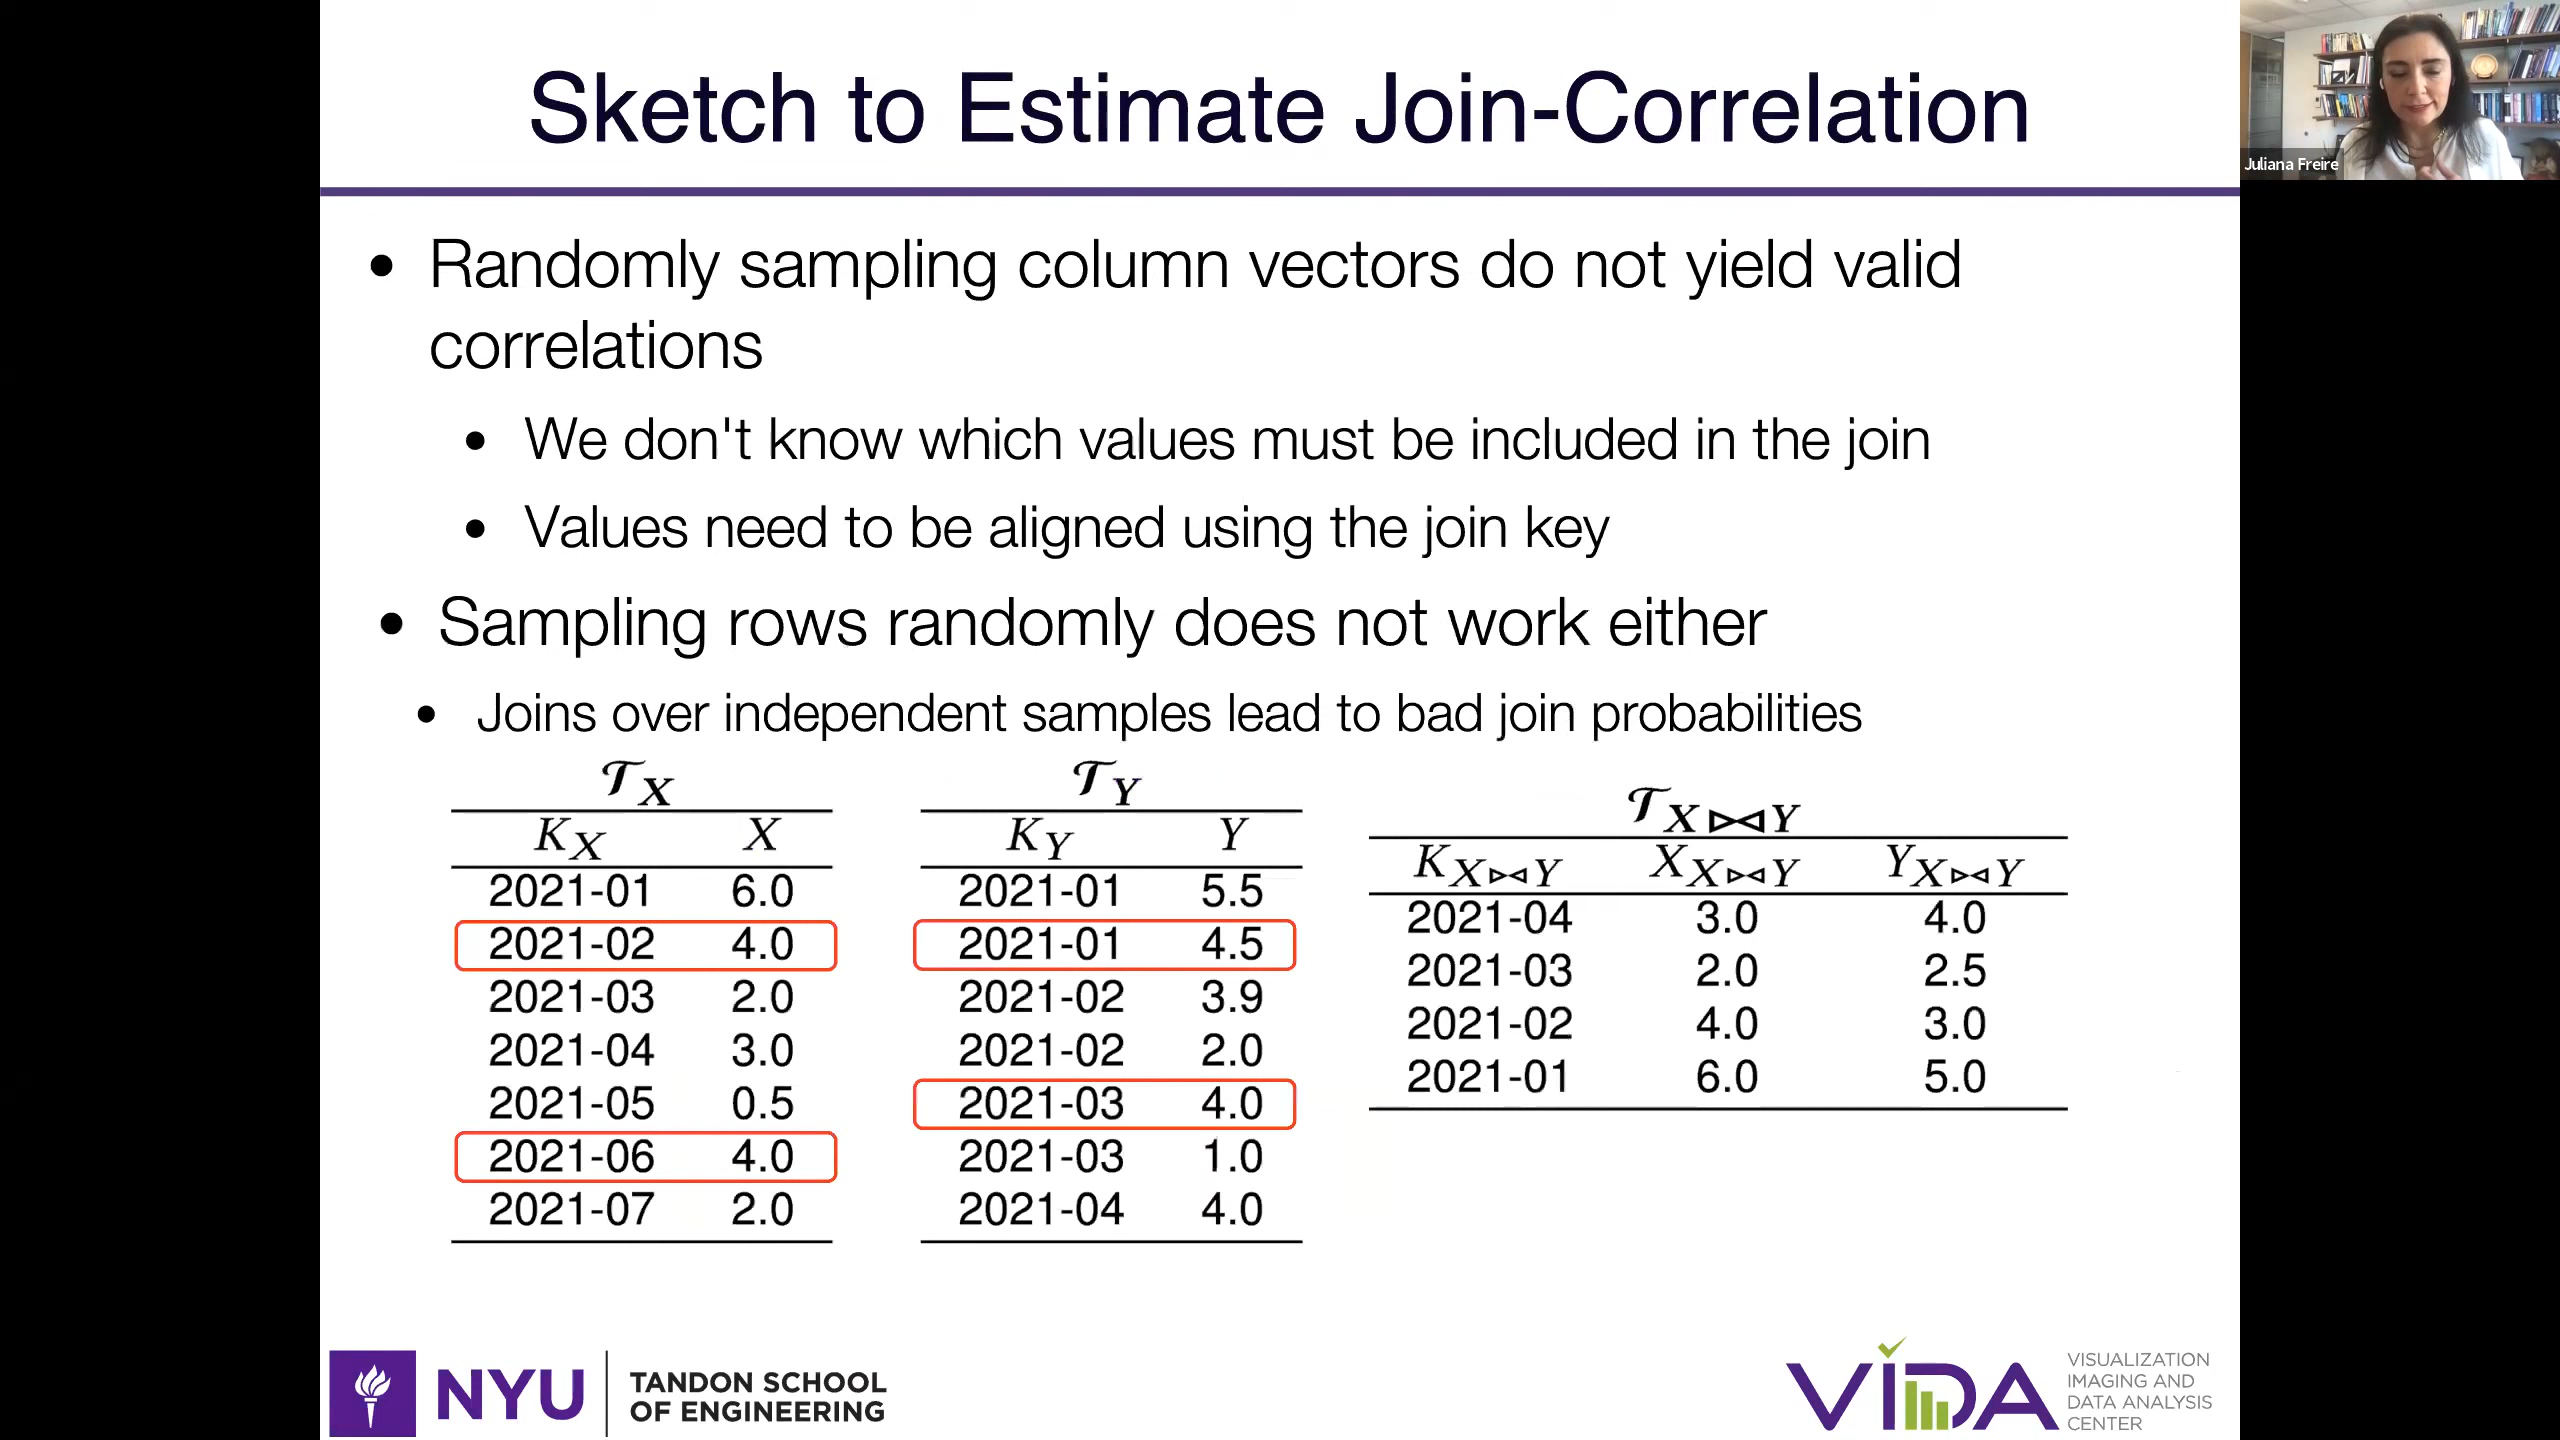 Sketch to Estimate Join-Correlation
Juliana Freire
• Randomly sampling column vectors do not yield valid
correlations
• We don't know which values must be included in the join
• Values need to be aligned using the join key
• Sampling rows randomly does not work either
• Joins over independent samples lead to bad join probabilities
𝒯X
KX X
2021-01 6.0
2021-02 4.0
2021-03 2.0
2021-04 3.0
2021-05 0.5
2021-06 4.0
2021-07 2.0
𝒯Y
KY Y
2021-01 5.5
2021-01 4.5
2021-02 3.9
2021-02 2.0
2021-03 4.0
2021-03 1.0
2021-04 4.0
𝒯X⋈Y
KX⋈Y XX⋈Y YX⋈Y
2021-04 3.0 4.0
2021-03 2.0 2.5
2021-02 4.0 3.0
2021-01 6.0 5.0
NYU
TANDON SCHOOL
OF ENGINEERING
VIDA
VISUALIZATION
IMAGING AND
DATA ANALYSIS
CENTER